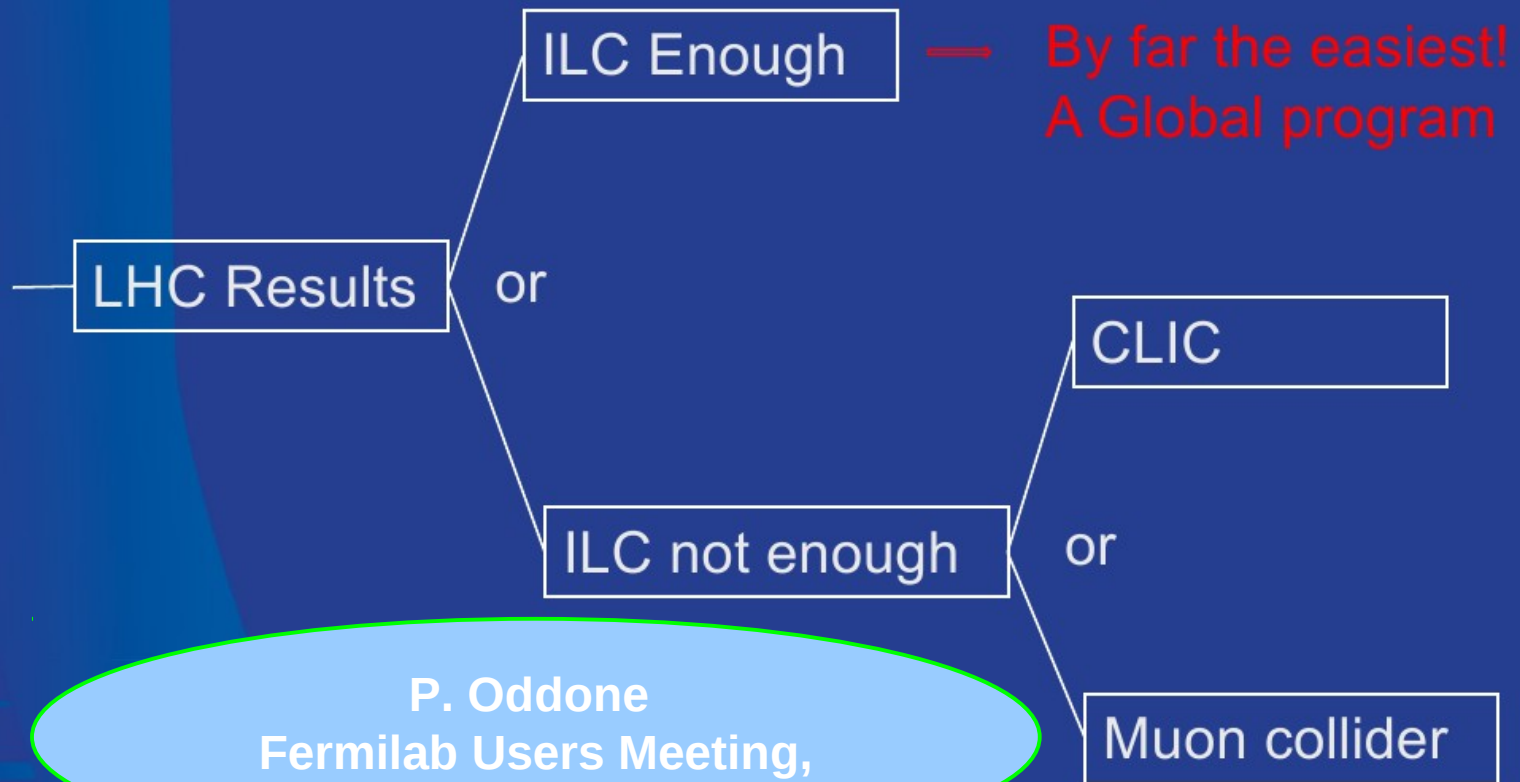 ILC Enough
⟹ By far the easiest!
A Global program
LHC Results
or
CLIC
ILC not enough
or
Muon collider
P. Oddone
Fermilab Users Meeting,